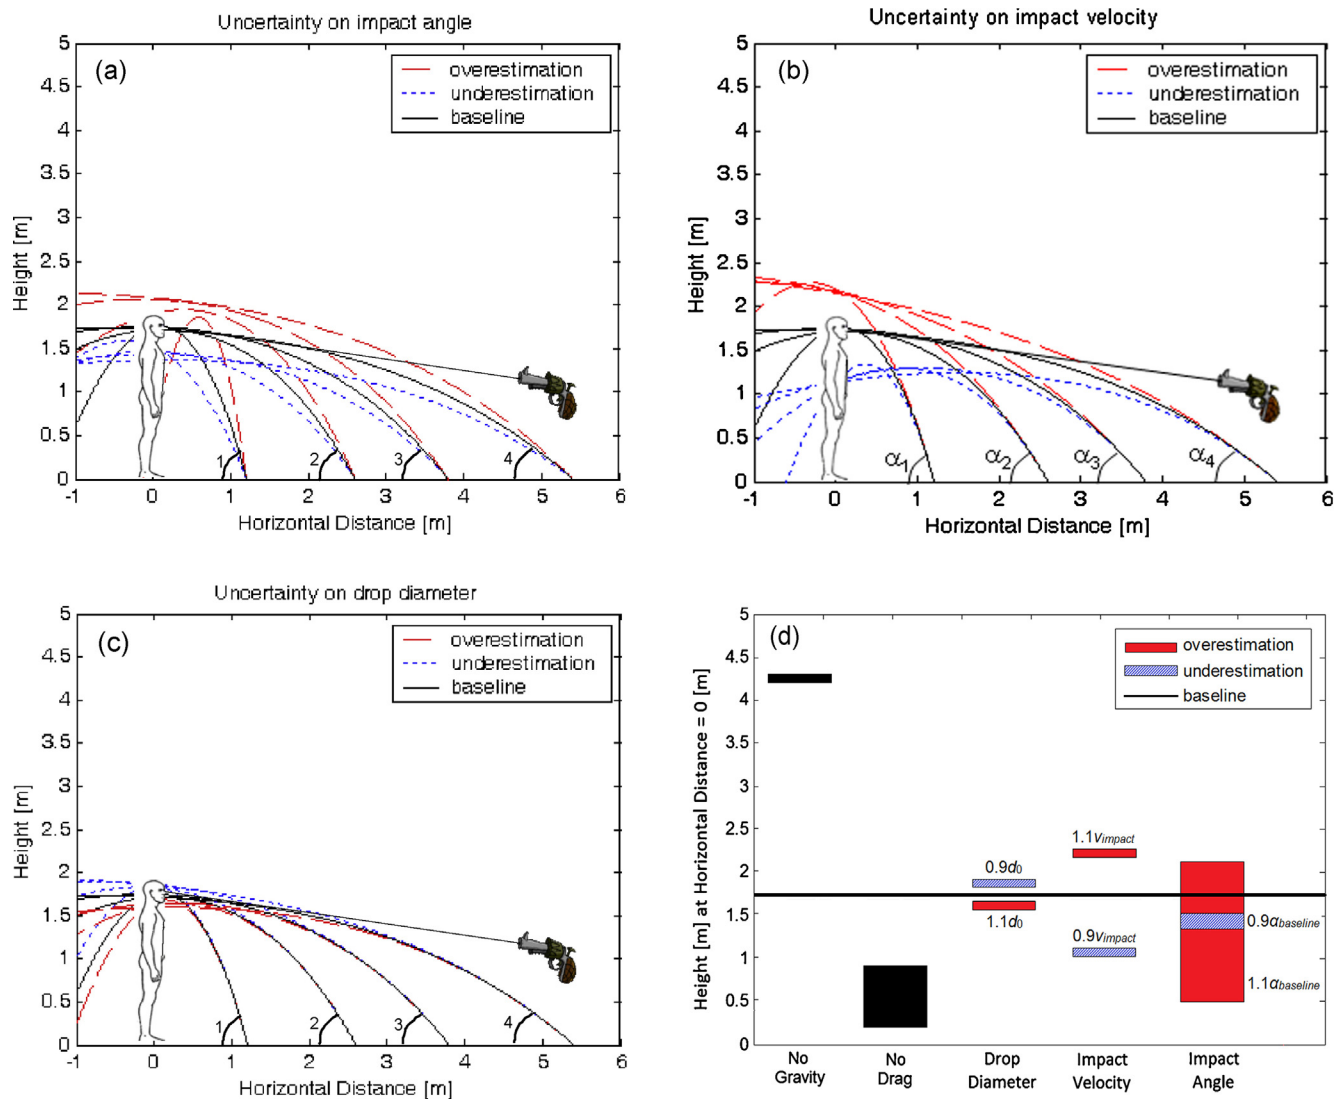 Uncertainty on impact angle
(a)
overestimation
underestimation
baseline
5
4.5
4
3.5
3
2.5
2
1.5
1
0.5
0
Height [m]
1
2
3
4
-1 0 1 2 3 4 5 6
Horizontal Distance [m]
Uncertainty on impact velocity
(b)
overestimation
underestimation
baseline
5
4.5
4
3.5
3
2.5
2
1.5
1
0.5
0
Height [m]
α1
α2
α3
α4
-1 0 1 2 3 4 5 6
Horizontal Distance [m]
Uncertainty on drop diameter
(c)
overestimation
underestimation
baseline
5
4.5
4
3.5
3
2.5
2
1.5
1
0.5
0
Height [m]
1
2
3
4
-1 0 1 2 3 4 5 6
Horizontal Distance [m]
(d)
overestimation
underestimation
baseline
5
4.5
4
3.5
3
2.5
2
1.5
1
0.5
0
Height [m] at Horizontal Distance = 0 [m]
1.1vimpact
0.9d0
1.1d0
0.9vimpact
0.9αbaseline
1.1αbaseline
No Gravity
No Drag
Drop Diameter
Impact Velocity
Impact Angle